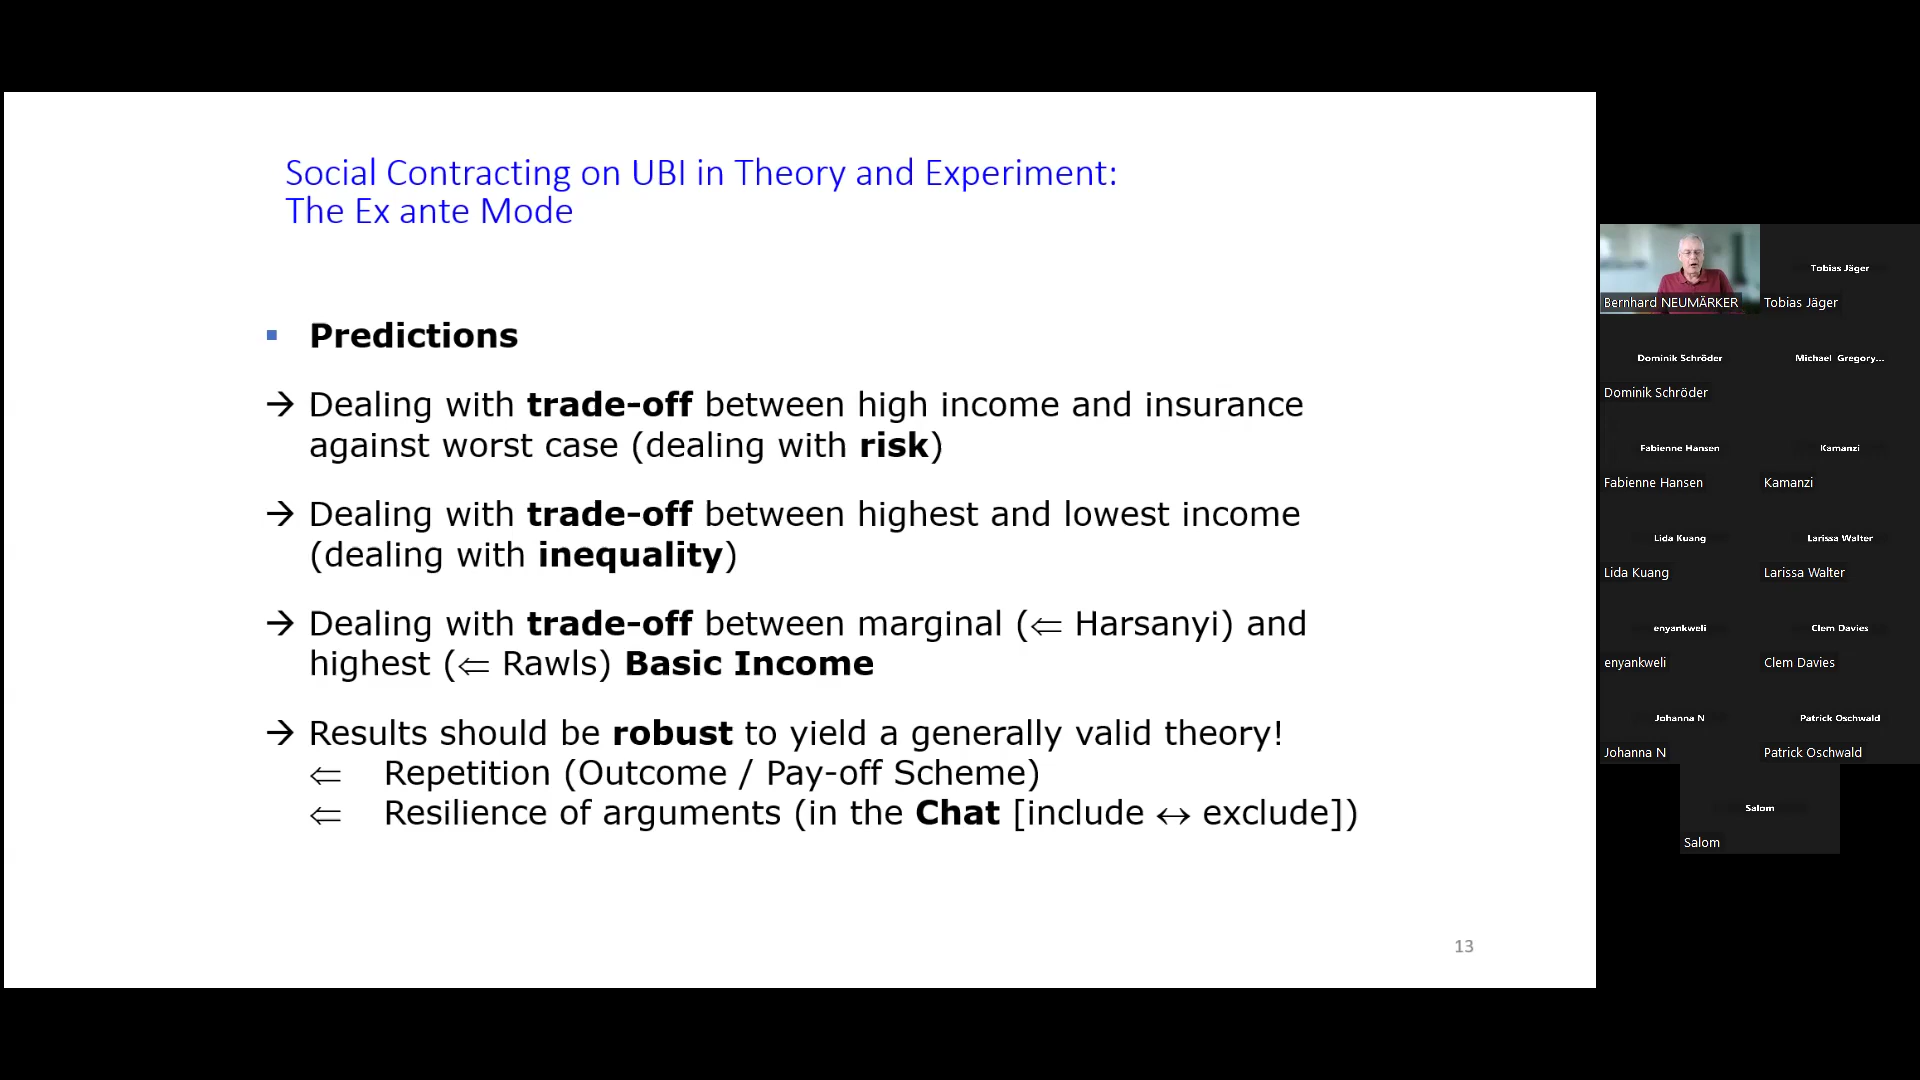 Social Contracting on UBI in Theory and Experiment:
The Ex ante Mode
▪ Predictions
→ Dealing with trade-off between high income and insurance
against worst case (dealing with risk)
→ Dealing with trade-off between highest and lowest income
(dealing with inequality)
→ Dealing with trade-off between marginal (⇐ Harsanyi) and
highest (⇐ Rawls) Basic Income
→ Results should be robust to yield a generally valid theory!
⇐ Repetition (Outcome / Pay-off Scheme)
⇐ Resilience of arguments (in the Chat [include ↔ exclude])
13
Bernhard NEUMÄRKER
Tobias Jäger
Tobias Jäger
Dominik Schröder
Dominik Schröder
Michael Gregory...
Fabienne Hansen
Fabienne Hansen
Kamanzi
Kamanzi
Lida Kuang
Lida Kuang
Larissa Walter
Larissa Walter
enyankweli
enyankweli
Clem Davies
Clem Davies
Johanna N
Johanna N
Patrick Oschwald
Patrick Oschwald
Salom
Salom